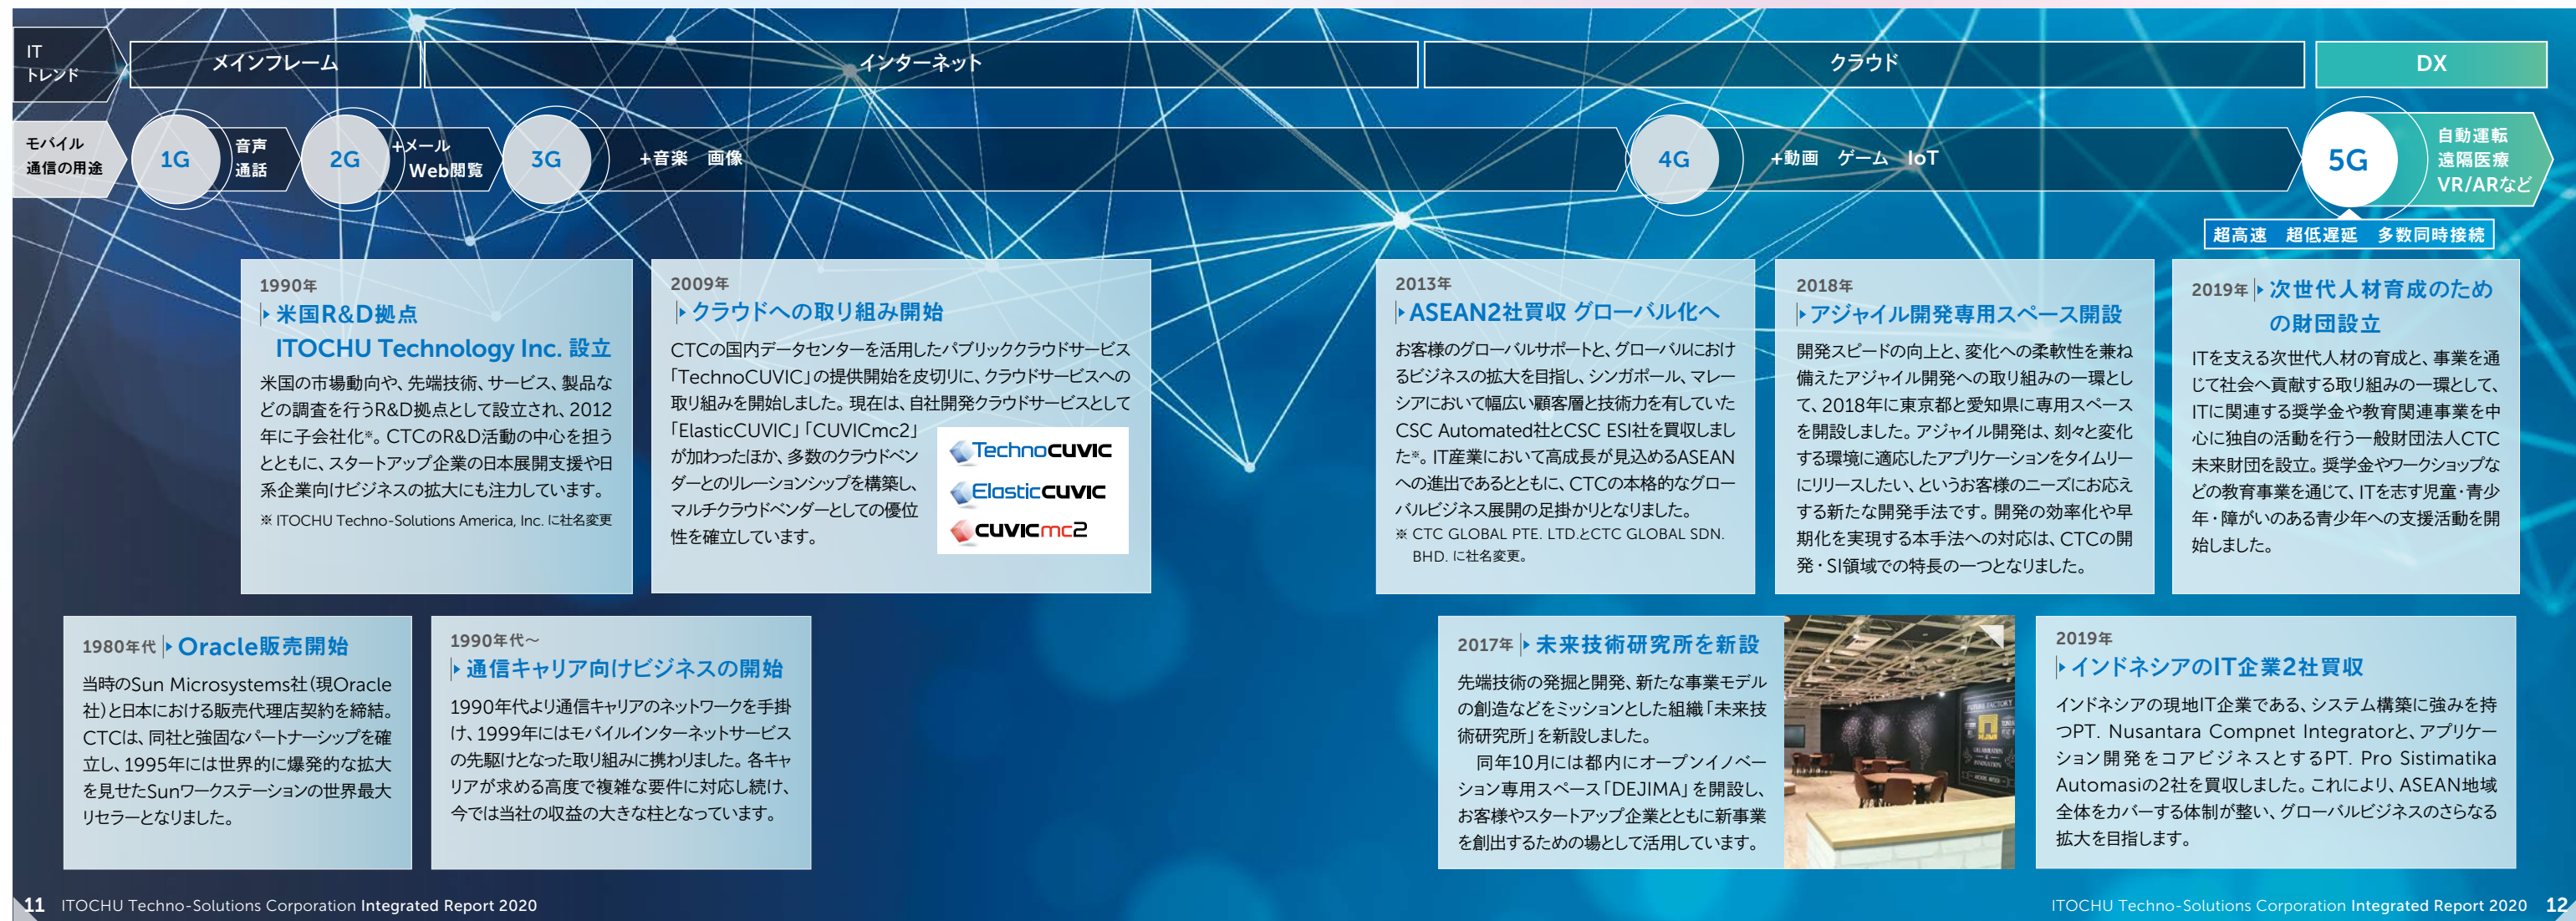 IT
トレンド
メインフレーム
インターネット
クラウド
DX
モバイル
通信の用途
1G
音声
通話
2G
+メール
Web閲覧
3G
+音楽　画像
4G
+動画　ゲーム　IoT
5G
自動運転
遠隔医療
VR/ARなど
超高速　超低遅延　多数同時接続
1990年
米国R&D拠点
ITOCHU Technology Inc. 設立
米国の市場動向や、先端技術、サービス、製品な
どの調査を行うR&D拠点として設立され、2012
年に子会社化※。CTCのR&D活動の中心を担う
とともに、スタートアップ企業の日本展開支援や日
系企業向けビジネスの拡大にも注力しています。
※ ITOCHU Techno-Solutions America, Inc. に社名変更
2009年
クラウドへの取り組み開始
CTCの国内データセンターを活用したパブリッククラウドサービス
「TechnoCUVIC」の提供開始を皮切りに、クラウドサービスへの
取り組みを開始しました。現在は、自社開発クラウドサービスとして
「ElasticCUVIC」「CUVICmc2」
が加わったほか、多数のクラウドベン
ダーとのリレーションシップを構築し、
マルチクラウドベンダーとしての優位
性を確立しています。
TechnoCUVIC
ElasticCUVIC
CUVICmc2
2013年
ASEAN2社買収 グローバル化へ
お客様のグローバルサポートと、グローバルにおけ
るビジネスの拡大を目指し、シンガポール、マレー
シアにおいて幅広い顧客層と技術力を有していた
CSC Automated社とCSC ESI社を買収しまし
た※。IT産業において高成長が見込めるASEAN
への進出であるとともに、CTCの本格的なグロー
バルビジネス展開の足掛かりとなりました。
※ CTC GLOBAL PTE. LTD.とCTC GLOBAL SDN.
BHD. に社名変更。
2018年
アジャイル開発専用スペース開設
開発スピードの向上と、変化への柔軟性を兼ね
備えたアジャイル開発への取り組みの一環とし
て、2018年に東京都と愛知県に専用スペース
を開設しました。アジャイル開発は、刻々と変化
する環境に適応したアプリケーションをタイムリー
にリリースしたい、というお客様のニーズにお応え
する新たな開発手法です。開発の効率化や早
期化を実現する本手法への対応は、CTCの開
発・SI領域での特長の一つとなりました。
2019年 次世代人材育成のため
の財団設立
ITを支える次世代人材の育成と、事業を通
じて社会へ貢献する取り組みの一環として、
ITに関連する奨学金や教育関連事業を中
心に独自の活動を行う一般財団法人CTC
未来財団を設立。奨学金やワークショップな
どの教育事業を通じて、ITを志す児童・青少
年・障がいのある青少年への支援活動を開
始しました。
1980年代 Oracle販売開始
当時のSun Microsystems社（現Oracle
社）と日本における販売代理店契約を締結。
CTCは、同社と強固なパートナーシップを確
立し、1995年には世界的に爆発的な拡大
を見せたSunワークステーションの世界最大
リセラーとなりました。
1990年代～
通信キャリア向けビジネスの開始
1990年代より通信キャリアのネットワークを手掛
け、1999年にはモバイルインターネットサービス
の先駆けとなった取り組みに携わりました。各キャ
リアが求める高度で複雑な要件に対応し続け、
今では当社の収益の大きな柱となっています。
2017年 未来技術研究所を新設
先端技術の発掘と開発、新たな事業モデル
の創造などをミッションとした組織「未来技
術研究所」を新設しました。
同年10月には都内にオープンイノベー
ション専用スペース「DEJIMA」を開設し、
お客様やスタートアップ企業とともに新事業
を創出するための場として活用しています。
2019年
インドネシアのIT企業2社買収
インドネシアの現地IT企業である、システム構築に強みを持
つPT. Nusantara Compnet Integratorと、アプリケー
ション開発をコアビジネスとするPT. Pro Sistimatika
Automasiの2社を買収しました。これにより、ASEAN地域
全体をカバーする体制が整い、グローバルビジネスのさらなる
拡大を目指します。
11 ITOCHU Techno-Solutions Corporation Integrated Report 2020
ITOCHU Techno-Solutions Corporation Integrated Report 2020 12